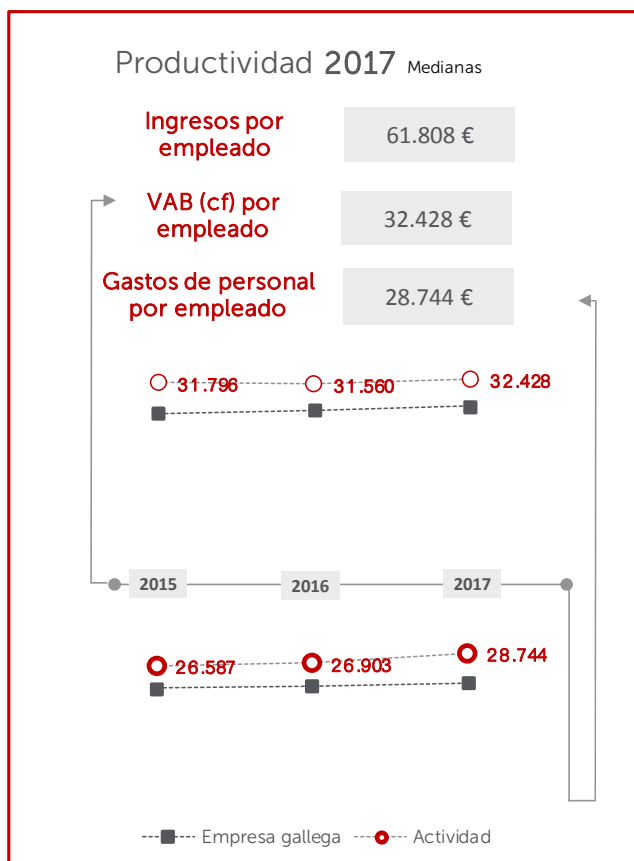 Productividad 2017 Medianas
Ingresos por
empleado
61.808 €
VAB (cf) por
empleado
32.428 €
Gastos de personal
por empleado
28.744 €
31.796
31.560
32.428
2015
2016
2017
26.587
26.903
28.744
Empresa gallega
Actividad